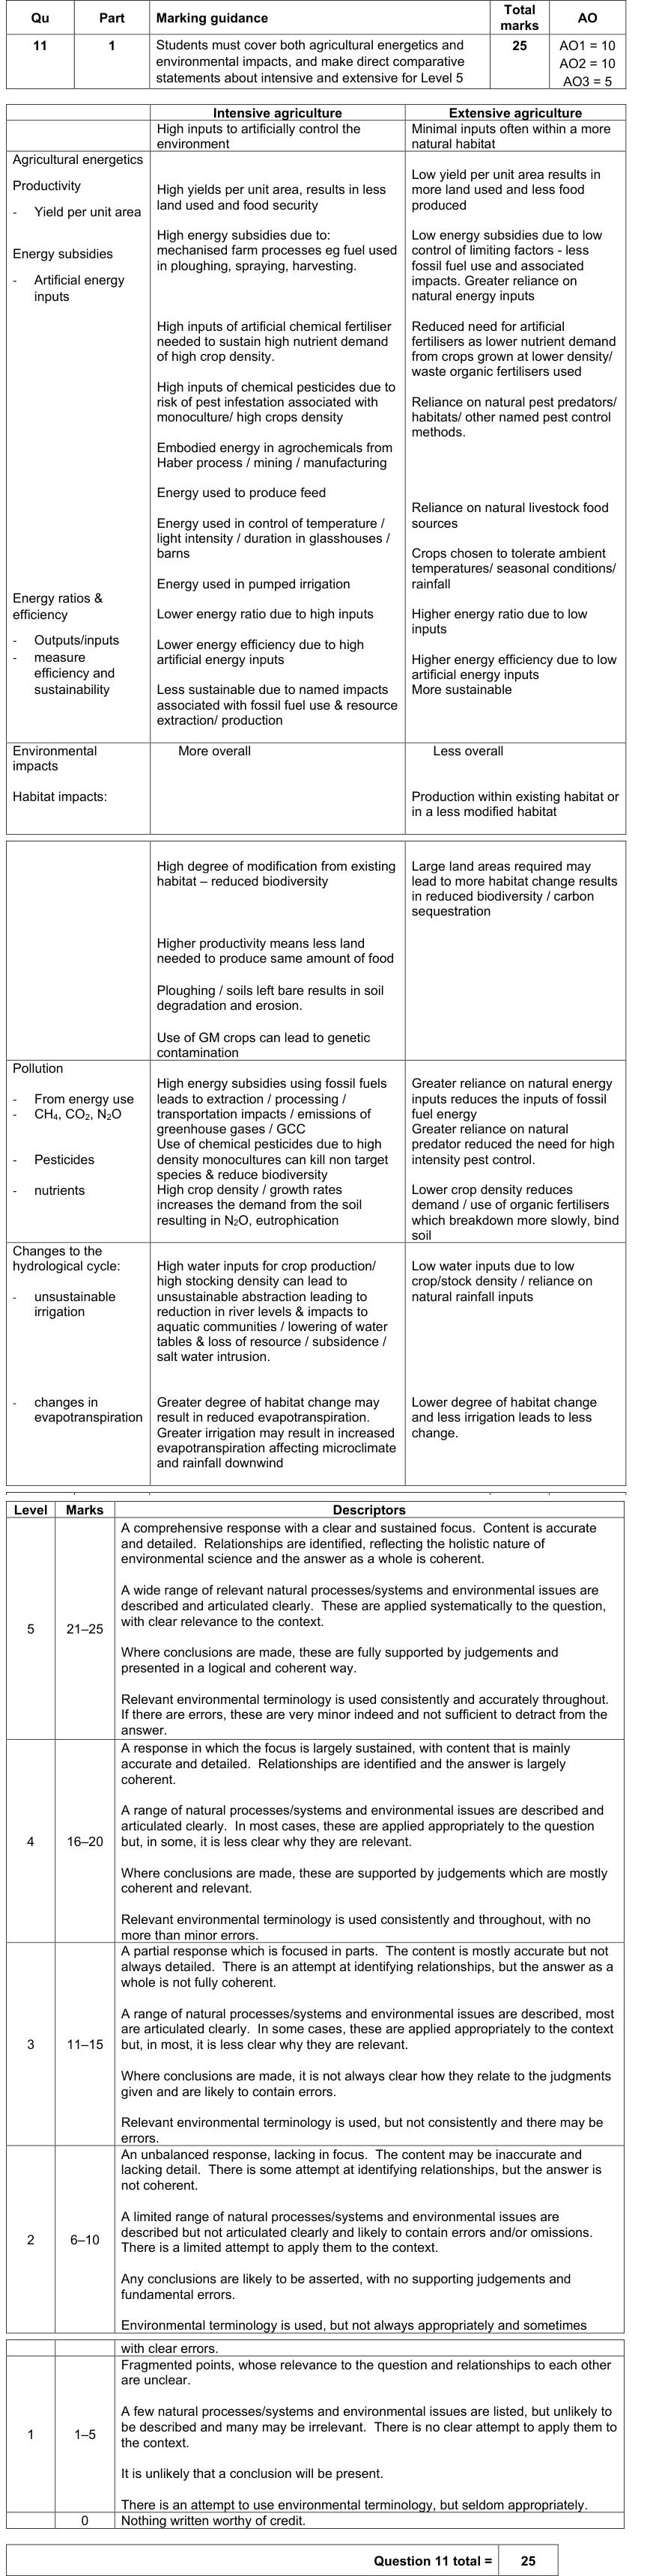 Qu Part Marking guidance Total marks AO
11 1 Students must cover both agricultural energetics and 25 AO1 = 10
environmental impacts, and make direct comparative AO2 = 10
statements about intensive and extensive for Level 5 AO3 = 5
Intensive agriculture Extensive agriculture
High inputs to artificially control the
environment
Minimal inputs often within a more
natural habitat
Agricultural energetics
Productivity
- Yield per unit area
Energy subsidies
- Artificial energy
inputs
Energy ratios &
efficiency
- Outputs/inputs
- measure
efficiency and
sustainability
High yields per unit area, results in less
land used and food security
High energy subsidies due to:
mechanised farm processes eg fuel used
in ploughing, spraying, harvesting.
High inputs of artificial chemical fertiliser
needed to sustain high nutrient demand
of high crop density.
High inputs of chemical pesticides due to
risk of pest infestation associated with
monoculture/ high crops density
Embodied energy in agrochemicals from
Haber process / mining / manufacturing
Energy used to produce feed
Energy used in control of temperature /
light intensity / duration in glasshouses /
barns
Energy used in pumped irrigation
Lower energy ratio due to high inputs
Lower energy efficiency due to high
artificial energy inputs
Less sustainable due to named impacts
associated with fossil fuel use & resource
extraction/ production
Low yield per unit area results in
more land used and less food
produced
Low energy subsidies due to low
control of limiting factors - less
fossil fuel use and associated
impacts. Greater reliance on
natural energy inputs
Reduced need for artificial
fertilisers as lower nutrient demand
from crops grown at lower density/
waste organic fertilisers used
Reliance on natural pest predators/
habitats/ other named pest control
methods.
Reliance on natural livestock food
sources
Crops chosen to tolerate ambient
temperatures/ seasonal conditions/
rainfall
Higher energy ratio due to low
inputs
Higher energy efficiency due to low
artificial energy inputs
More sustainable
Environmental
impacts
Habitat impacts:
More overall
Less overall
Production within existing habitat or
in a less modified habitat
High degree of modification from existing
habitat – reduced biodiversity
Higher productivity means less land
needed to produce same amount of food
Ploughing / soils left bare results in soil
degradation and erosion.
Use of GM crops can lead to genetic
contamination
Large land areas required may
lead to more habitat change results
in reduced biodiversity / carbon
sequestration
Pollution
- From energy use
- CH₄, CO₂, N₂O
- Pesticides
- nutrients
High energy subsidies using fossil fuels
leads to extraction / processing /
transportation impacts / emissions of
greenhouse gases / GCC
Use of chemical pesticides due to high
density monocultures can kill non target
species & reduce biodiversity
High crop density / growth rates
increases the demand from the soil
resulting in N₂O, eutrophication
Greater reliance on natural energy
inputs reduces the inputs of fossil
fuel energy
Greater reliance on natural
predator reduced the need for high
intensity pest control.
Lower crop density reduces
demand / use of organic fertilisers
which breakdown more slowly, bind
soil
Changes to the
hydrological cycle:
- unsustainable
irrigation
- changes in
evapotranspiration
High water inputs for crop production/
high stocking density can lead to
unsustainable abstraction leading to
reduction in river levels & impacts to
aquatic communities / lowering of water
tables & loss of resource / subsidence /
salt water intrusion.
Greater degree of habitat change may
result in reduced evapotranspiration.
Greater irrigation may result in increased
evapotranspiration affecting microclimate
and rainfall downwind
Low water inputs due to low
crop/stock density / reliance on
natural rainfall inputs
Lower degree of habitat change
and less irrigation leads to less
change.
Level Marks Descriptors
5 21–25
A comprehensive response with a clear and sustained focus. Content is accurate
and detailed. Relationships are identified, reflecting the holistic nature of
environmental science and the answer as a whole is coherent.
A wide range of relevant natural processes/systems and environmental issues are
described and articulated clearly. These are applied systematically to the question,
with clear relevance to the context.
Where conclusions are made, these are fully supported by judgements and
presented in a logical and coherent way.
Relevant environmental terminology is used consistently and accurately throughout.
If there are errors, these are very minor indeed and not sufficient to detract from the
answer.
4 16–20
A response in which the focus is largely sustained, with content that is mainly
accurate and detailed. Relationships are identified and the answer is largely
coherent.
A range of natural processes/systems and environmental issues are described and
articulated clearly. In most cases, these are applied appropriately to the question
but, in some, it is less clear why they are relevant.
Where conclusions are made, these are supported by judgements which are mostly
coherent and relevant.
Relevant environmental terminology is used consistently and throughout, with no
more than minor errors.
3 11–15
A partial response which is focused in parts. The content is mostly accurate but not
always detailed. There is an attempt at identifying relationships, but the answer as a
whole is not fully coherent.
A range of natural processes/systems and environmental issues are described, most
are articulated clearly. In some cases, these are applied appropriately to the context
but, in most, it is less clear why they are relevant.
Where conclusions are made, it is not always clear how they relate to the judgments
given and are likely to contain errors.
Relevant environmental terminology is used, but not consistently and there may be
errors.
2 6–10
An unbalanced response, lacking in focus. The content may be inaccurate and
lacking detail. There is some attempt at identifying relationships, but the answer is
not coherent.
A limited range of natural processes/systems and environmental issues are
described but not articulated clearly and likely to contain errors and/or omissions.
There is a limited attempt to apply them to the context.
Any conclusions are likely to be asserted, with no supporting judgements and
fundamental errors.
Environmental terminology is used, but not always appropriately and sometimes
with clear errors.
1 1–5
Fragmented points, whose relevance to the question and relationships to each other
are unclear.
A few natural processes/systems and environmental issues are listed, but unlikely to
be described and many may be irrelevant. There is no clear attempt to apply them to
the context.
It is unlikely that a conclusion will be present.
There is an attempt to use environmental terminology, but seldom appropriately.
0 Nothing written worthy of credit.
Question 11 total = 25